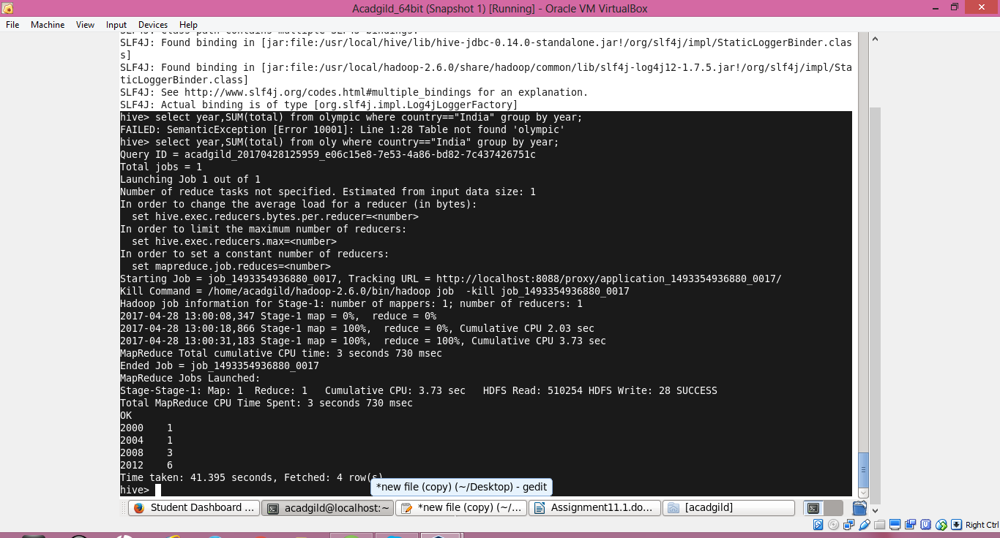 Acadgild_64bit (Snapshot 1) [Running] - Oracle VM VirtualBox
File Machine View Input Devices Help
SLF4J: Class path contains multiple SLF4J bindings.
SLF4J: Found binding in [jar:file:/usr/local/hive/lib/hive-jdbc-0.14.0-standalone.jar!/org/slf4j/impl/StaticLoggerBinder.clas
s]
SLF4J: Found binding in [jar:file:/usr/local/hadoop-2.6.0/share/hadoop/common/lib/slf4j-log4j12-1.7.5.jar!/org/slf4j/impl/Sta
ticLoggerBinder.class]
SLF4J: See http://www.slf4j.org/codes.html#multiple_bindings for an explanation.
SLF4J: Actual binding is of type [org.slf4j.impl.Log4jLoggerFactory]
hive> select year,SUM(total) from olympic where country=="India" group by year;
FAILED: SemanticException [Error 10001]: Line 1:28 Table not found 'olympic'
hive> select year,SUM(total) from oly where country=="India" group by year;
Query ID = acadgild_20170428125959_e06c15e8-7e53-4a86-bd82-7c437426751c
Total jobs = 1
Launching Job 1 out of 1
Number of reduce tasks not specified. Estimated from input data size: 1
In order to change the average load for a reducer (in bytes):
  set hive.exec.reducers.bytes.per.reducer=<number>
In order to limit the maximum number of reducers:
  set hive.exec.reducers.max=<number>
In order to set a constant number of reducers:
  set mapreduce.job.reduces=<number>
Starting Job = job_1493354936880_0017, Tracking URL = http://localhost:8088/proxy/application_1493354936880_0017/
Kill Command = /home/acadgild/hadoop-2.6.0/bin/hadoop job  -kill job_1493354936880_0017
Hadoop job information for Stage-1: number of mappers: 1; number of reducers: 1
2017-04-28 13:00:08,347 Stage-1 map = 0%,  reduce = 0%
2017-04-28 13:00:18,866 Stage-1 map = 100%,  reduce = 0%, Cumulative CPU 2.03 sec
2017-04-28 13:00:31,183 Stage-1 map = 100%,  reduce = 100%, Cumulative CPU 3.73 sec
MapReduce Total cumulative CPU time: 3 seconds 730 msec
Ended Job = job_1493354936880_0017
MapReduce Jobs Launched:
Stage-Stage-1: Map: 1  Reduce: 1   Cumulative CPU: 3.73 sec   HDFS Read: 510254 HDFS Write: 28 SUCCESS
Total MapReduce CPU Time Spent: 3 seconds 730 msec
OK
2000    1
2004    1
2008    3
2012    6
Time taken: 41.395 seconds, Fetched: 4 row(s)
hive>
*new file (copy) (~/Desktop) - gedit
Student Dashboard ... acadgild@localhost:~ *new file (copy) (~/... Assignment11.1.do... [acadgild]
Right Ctrl